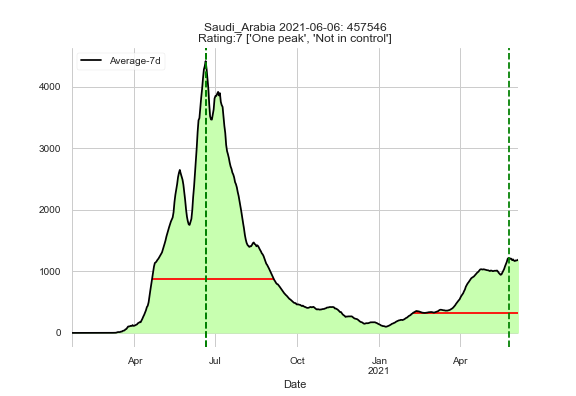 Saudi_Arabia 2021-06-06: 457546
Rating:7 ['One peak', 'Not in control']
Average-7d
4000
3000
2000
1000
0
Apr
Jul
Oct
Jan
2021
Apr
Date